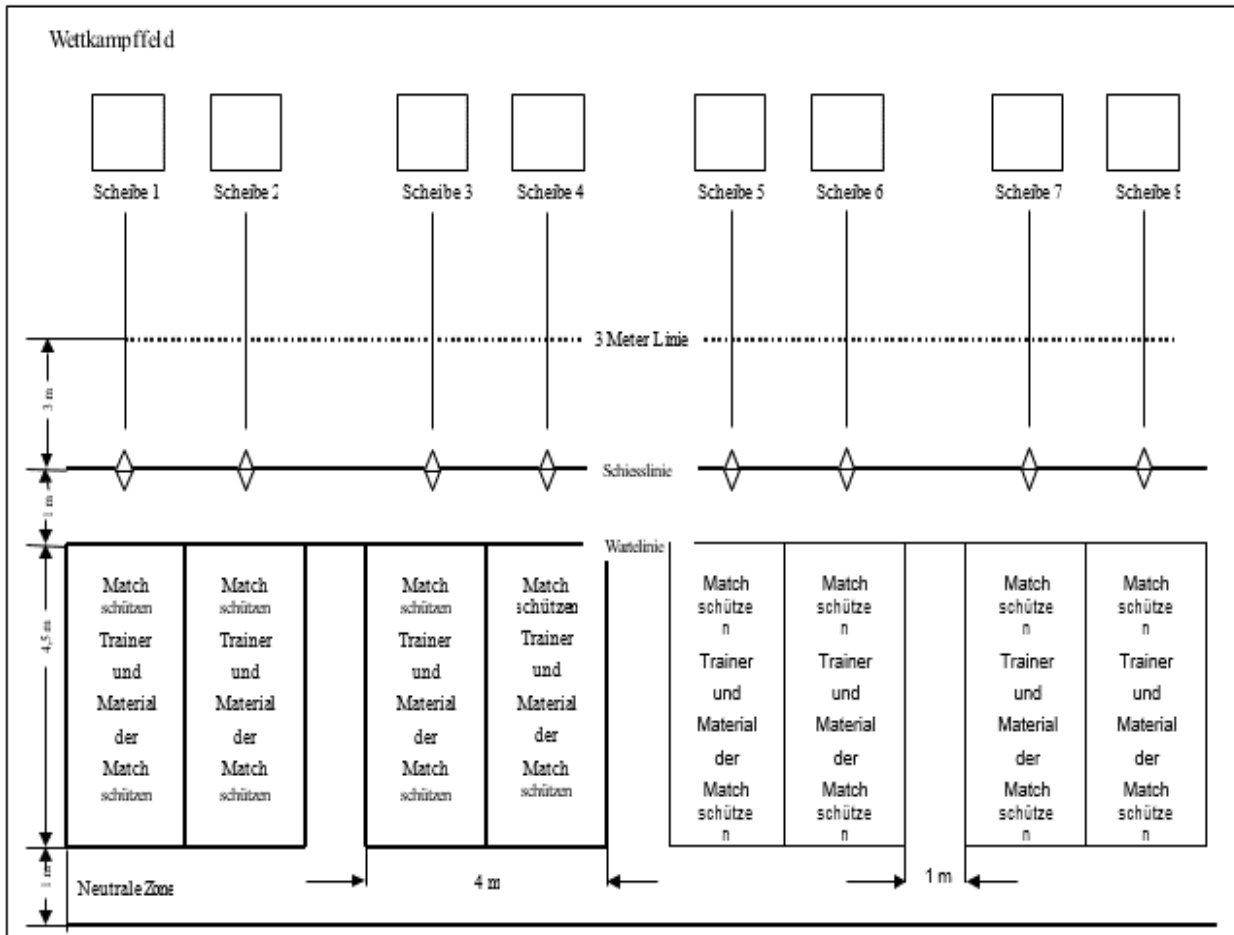 Wettkampffeld
Scheibe 1
Scheibe 2
Scheibe 3
Scheibe 4
Scheibe 5
Scheibe 6
Scheibe 7
Scheibe 8
3 Meter Linie
3 m
Schiesslinie
1 m
Wartelinie
4,5 m
Match
schützen
Trainer
und
Material
der
Match
schützen
Match
schützen
Trainer
und
Material
der
Match
schützen
Match
schützen
Trainer
und
Material
der
Match
schützen
Match
schützen
Trainer
und
Material
der
Match
schützen
Match
schütze
n
Trainer
und
Material
der
Match
schütze
n
Match
schütze
n
Trainer
und
Material
der
Match
schütze
n
Match
schütze
n
Trainer
und
Material
der
Match
schütze
n
Match
schütze
n
Trainer
und
Material
der
Match
schütze
n
1 m
Neutrale Zone
4 m
1 m